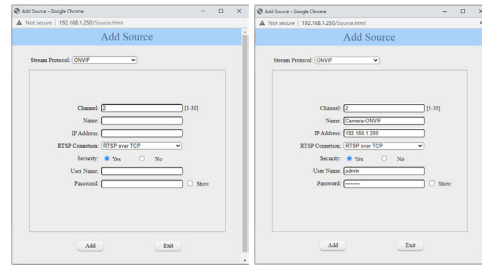 Add Source - Google Chrome
Not secure | 192.168.1.250/Source.html
Add Source
Stream Protocol: ONVIF
Channel: 2 [1-30]
Name:
IP Address:
RTSP Connetion: RTSP over TCP
Security: Yes No
User Name:
Password: Show
Add Exit
Add Source - Google Chrome
Not secure | 192.168.1.250/Source.html
Add Source
Stream Protocol: ONVIF
Channel: 2 [1-30]
Name: Camera-ONVIF
IP Address: 192.168.1.200
RTSP Connetion: RTSP over TCP
Security: Yes No
User Name: admin
Password: •••••••• Show
Add Exit